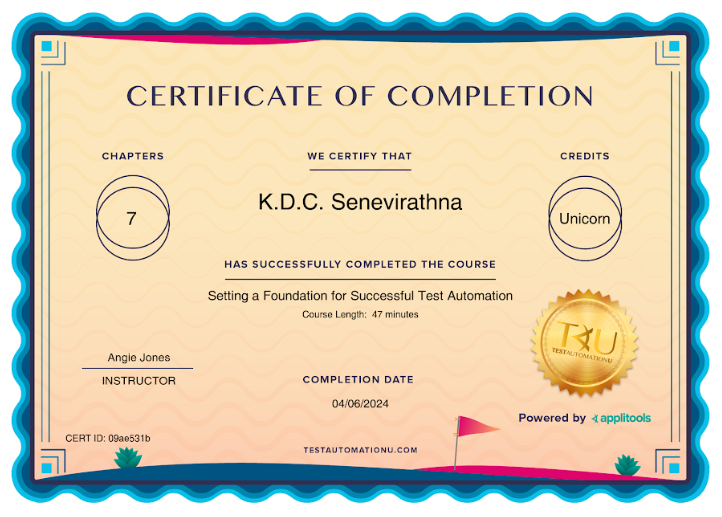 CERTIFICATE OF COMPLETION
CHAPTERS
7
WE CERTIFY THAT
K.D.C. Senevirathna
CREDITS
Unicorn
HAS SUCCESSFULLY COMPLETED THE COURSE
Setting a Foundation for Successful Test Automation
Course Length: 47 minutes
TAU
TESTAUTOMATIONU
Angie Jones
INSTRUCTOR
COMPLETION DATE
04/06/2024
Powered by applitools
CERT ID: 09ae531b
TESTAUTOMATIONU.COM